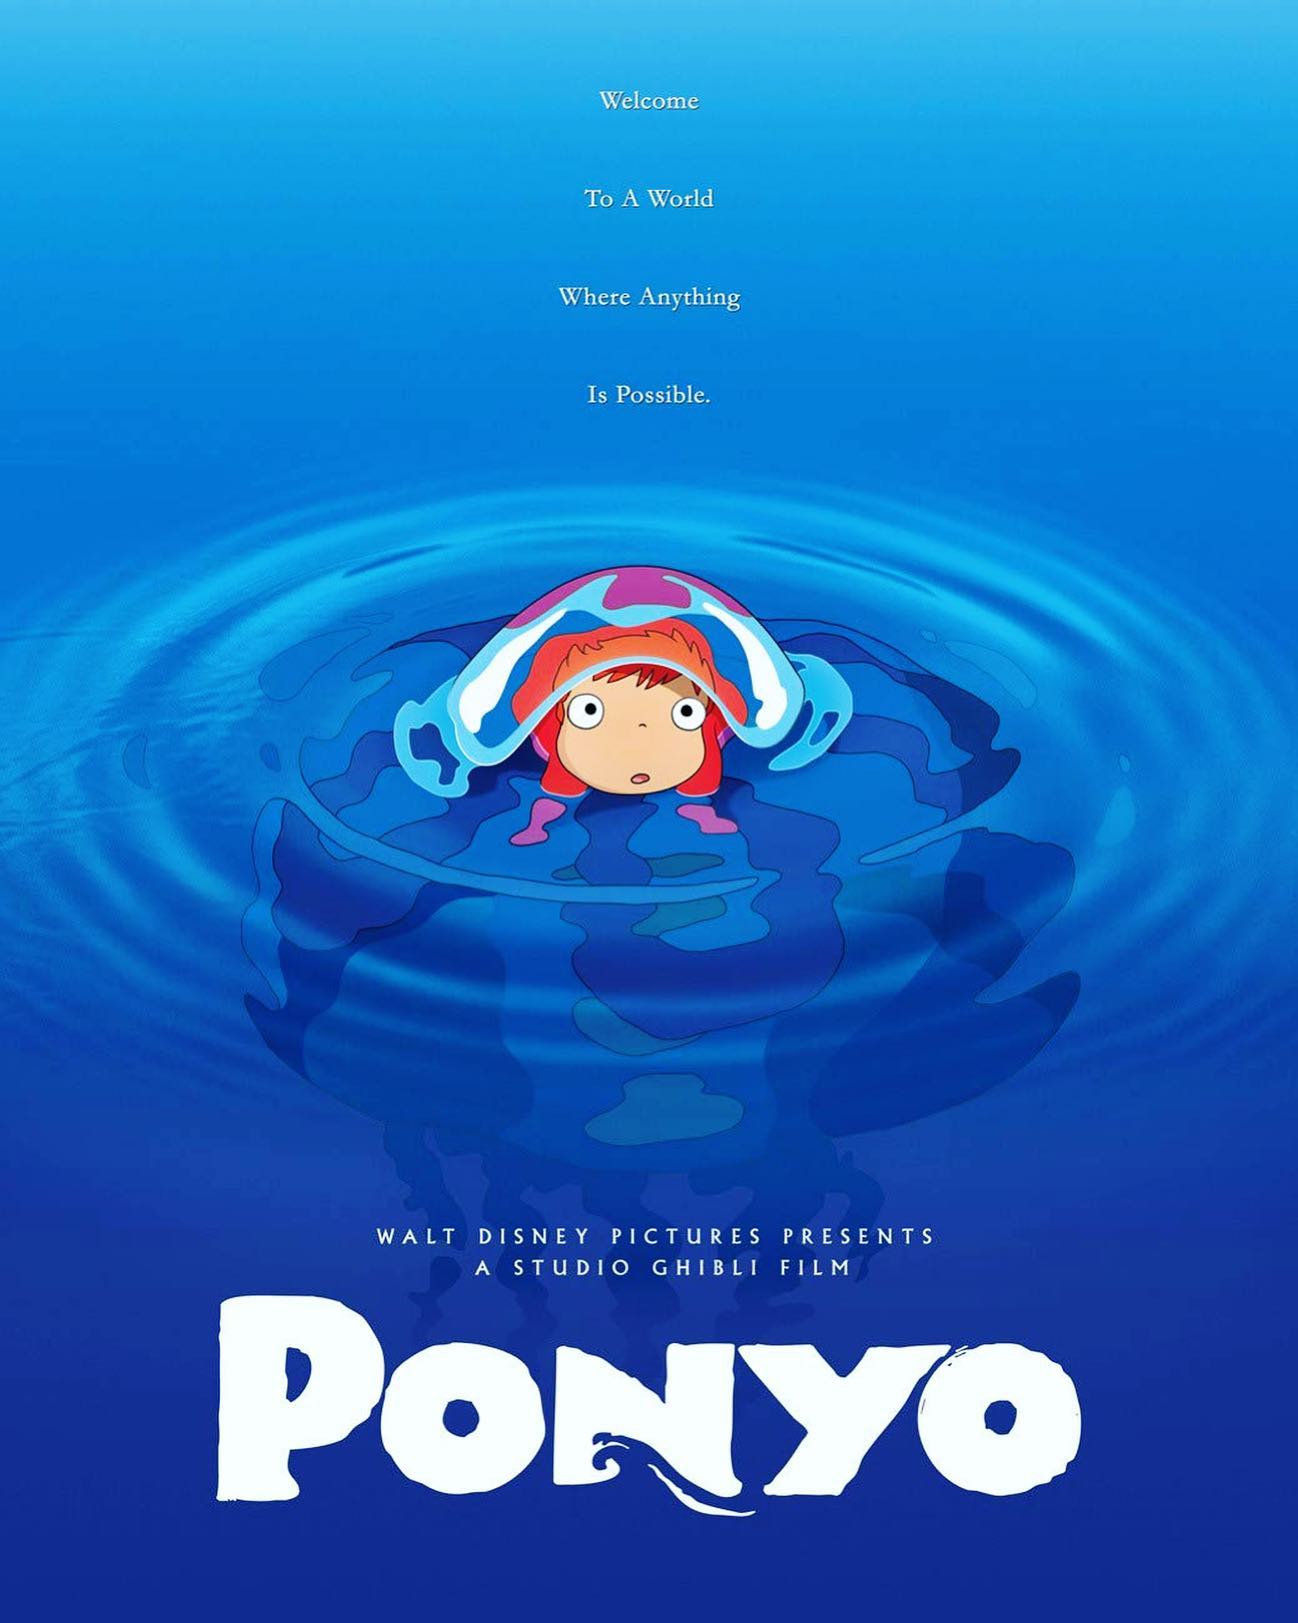 Welcome
To A World
Where Anything
Is Possible.
WALT DISNEY PICTURES PRESENTS
A STUDIO GHIBLI FILM
PONYO